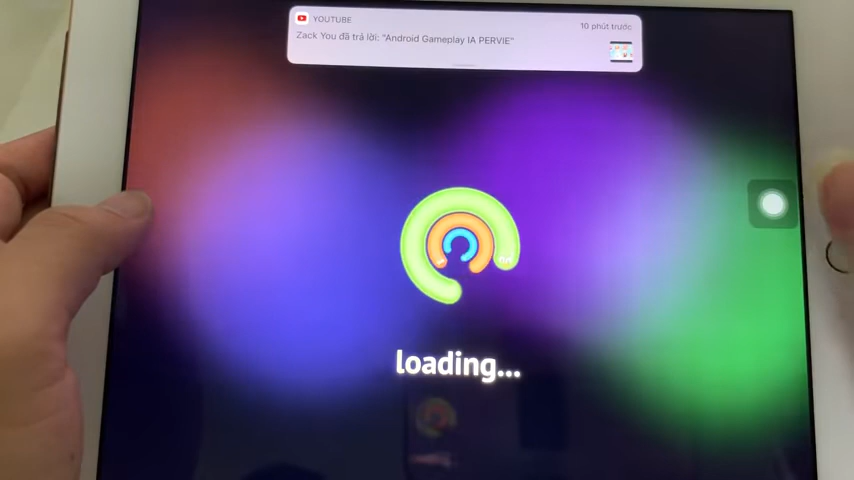 YOUTUBE
10 phút trước
Zack You đã trả lời: "Android Gameplay IA PERVIE"
loading...